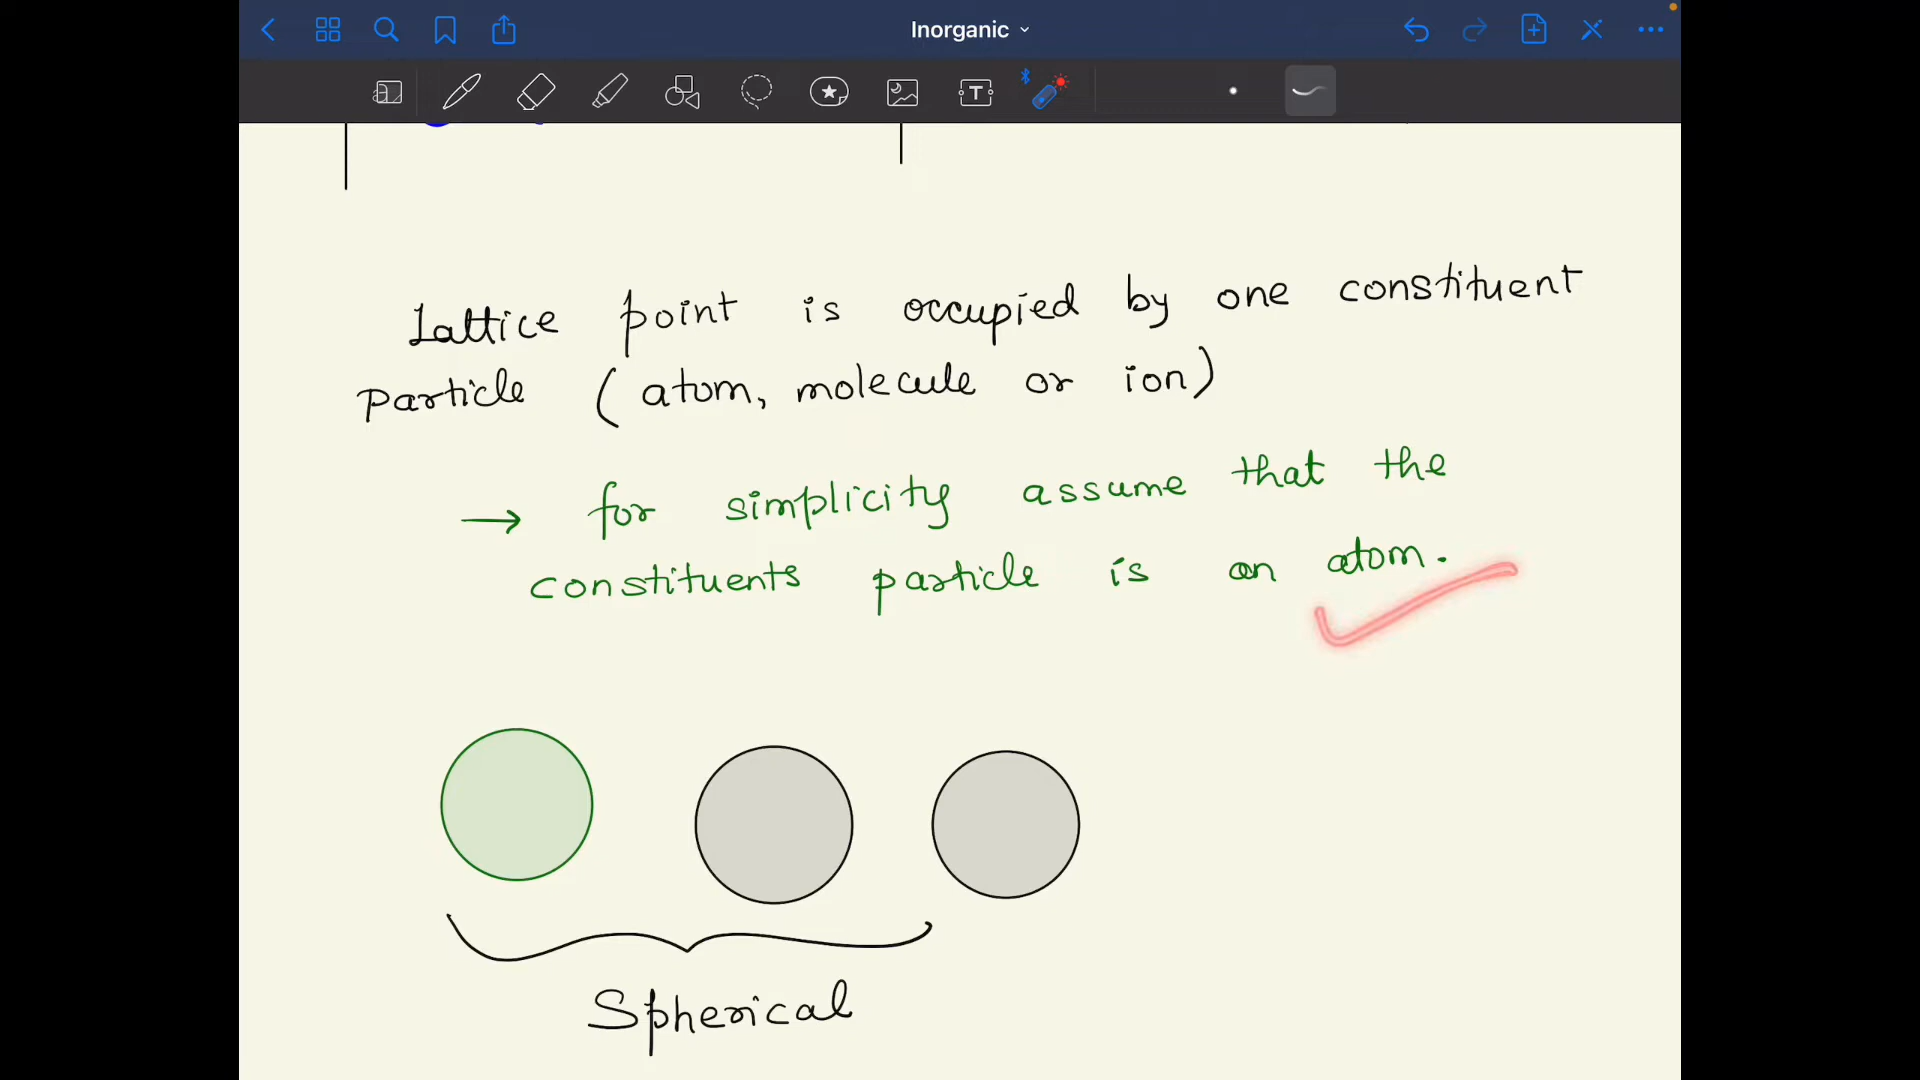 Inorganic
Lattice point is occupied by one constituent
particle (atom, molecule or ion)
→ for simplicity assume that the
constituents particle is an atom.
Spherical